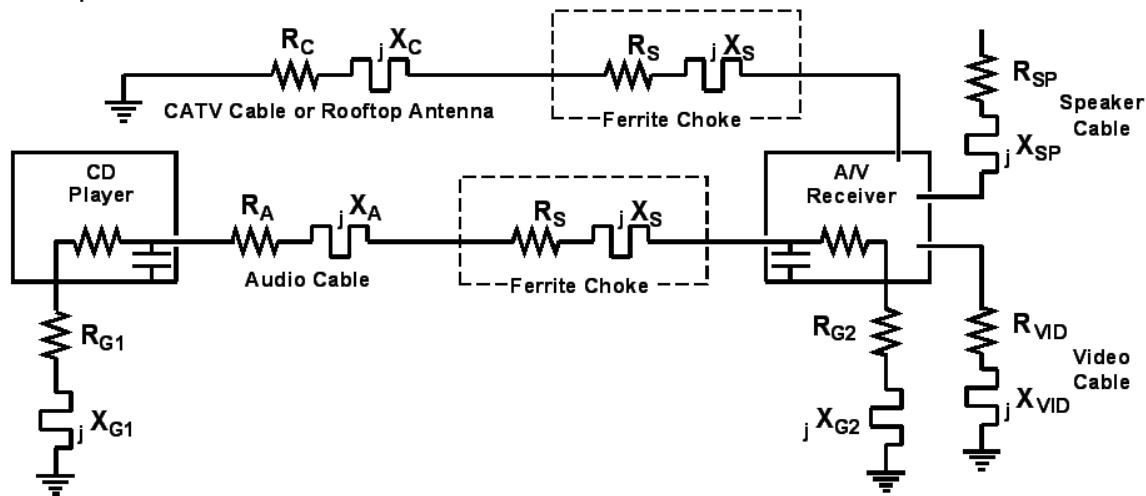 R_C
j X_C
R_S
j X_S
CATV Cable or Rooftop Antenna
Ferrite Choke
R_SP
Speaker
Cable
j X_SP
CD
Player
A/V
Receiver
R_A
j X_A
R_S
j X_S
Audio Cable
Ferrite Choke
R_G1
j X_G1
R_G2
j X_G2
R_VID
Video
Cable
j X_VID